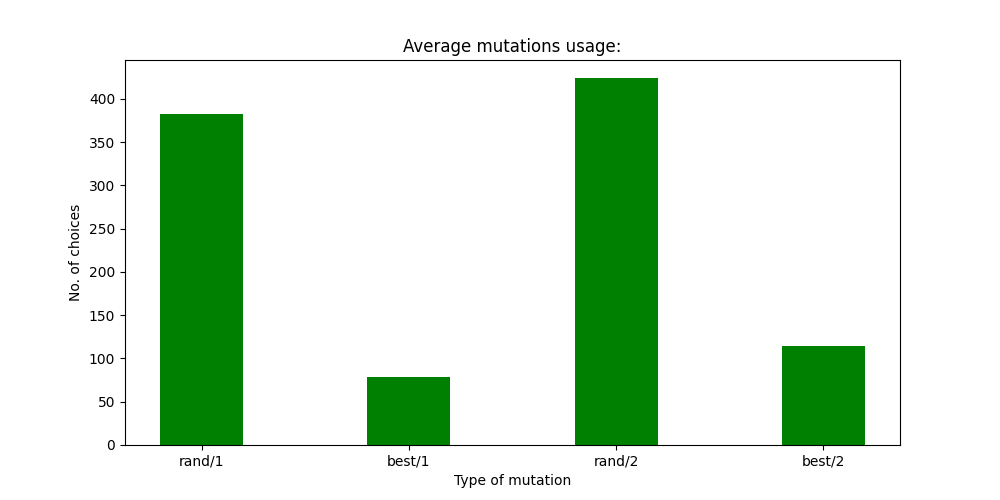 Average mutations usage:
No. of choices
400
350
300
250
200
150
100
50
0
rand/1
best/1
rand/2
best/2
Type of mutation